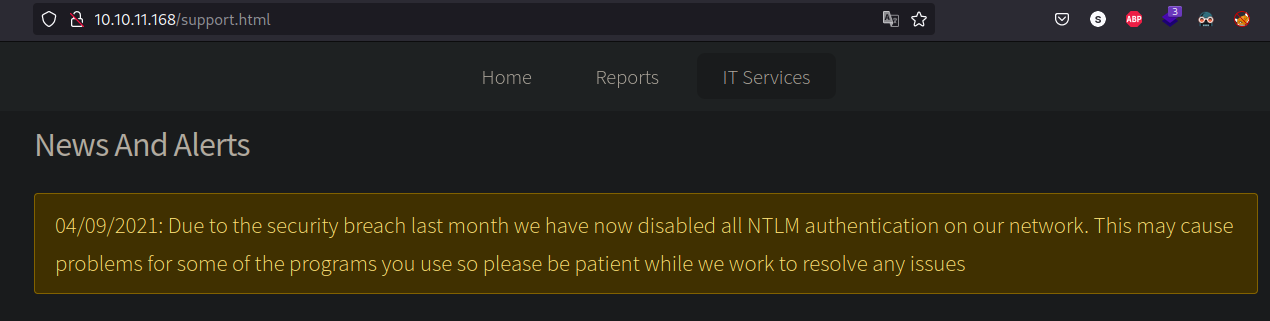 10.10.11.168/support.html
S
ABP
3
Home
Reports
IT Services
News And Alerts
04/09/2021: Due to the security breach last month we have now disabled all NTLM authentication on our network. This may cause
problems for some of the programs you use so please be patient while we work to resolve any issues